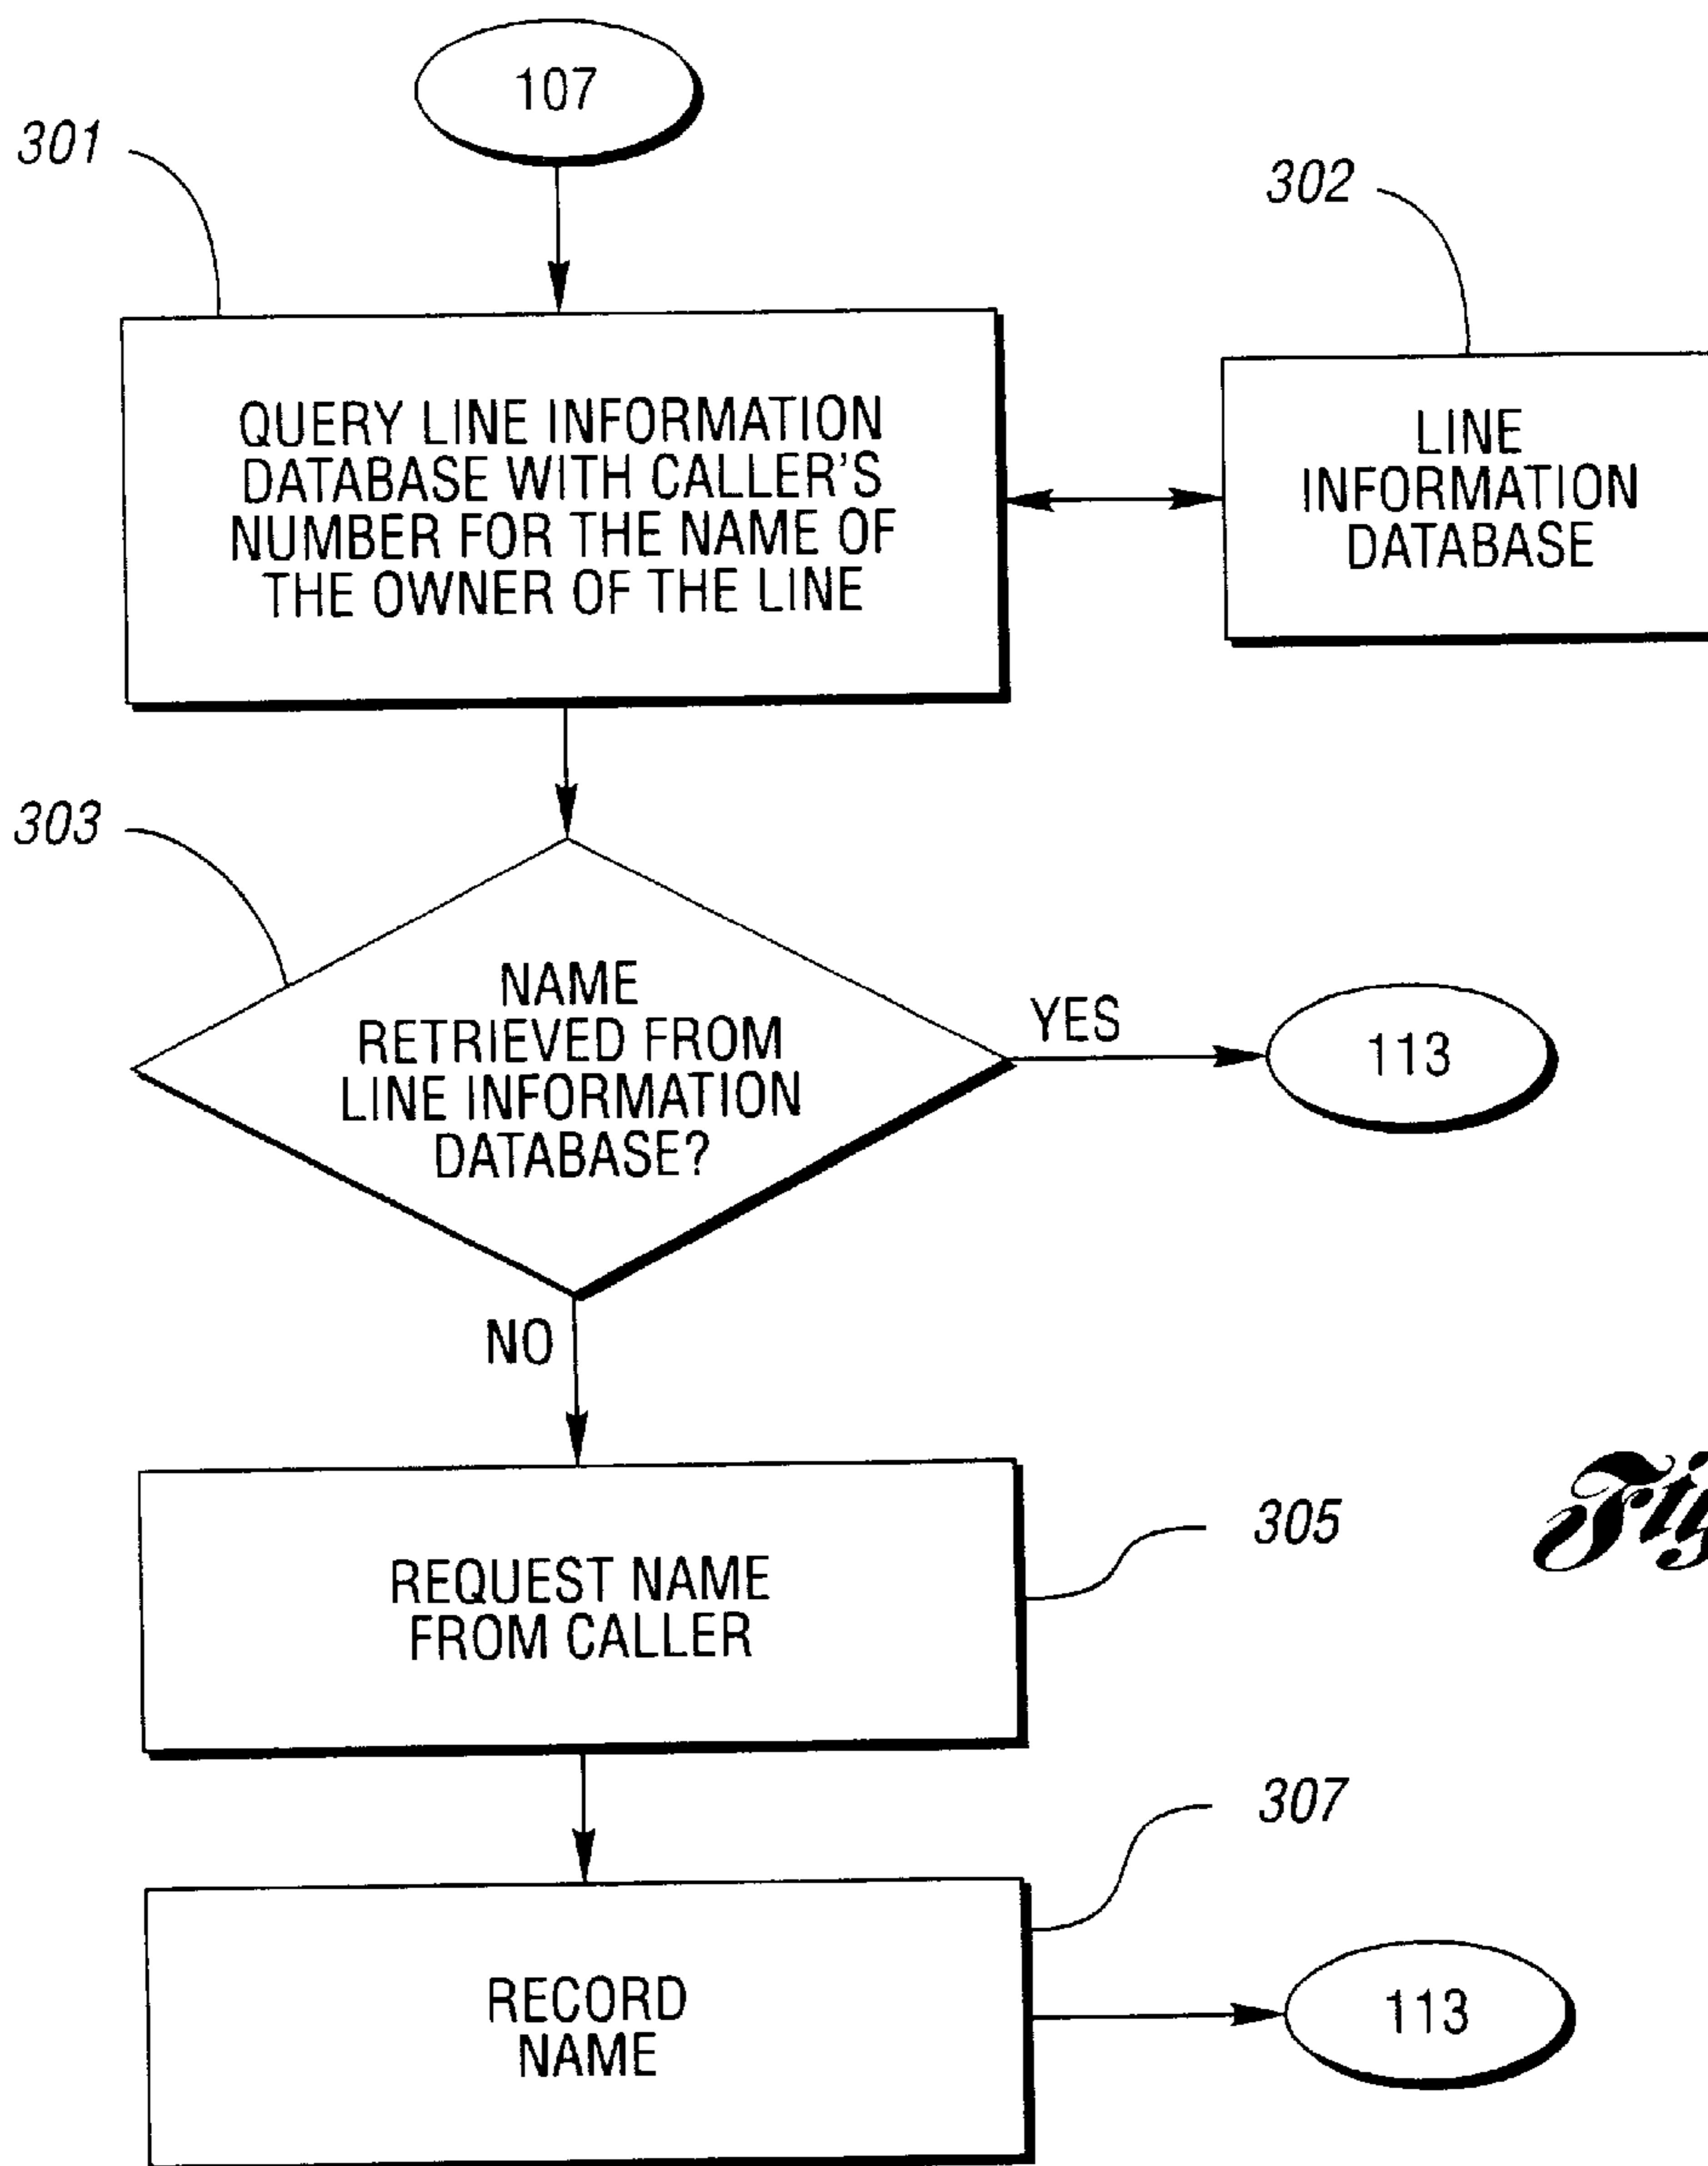 107
301
302
QUERY LINE INFORMATION
DATABASE WITH CALLER'S
NUMBER FOR THE NAME OF
THE OWNER OF THE LINE
LINE
INFORMATION
DATABASE
303
NAME
RETRIEVED FROM
LINE INFORMATION
DATABASE?
YES
113
NO
REQUEST NAME
FROM CALLER
305
307
RECORD
NAME
113